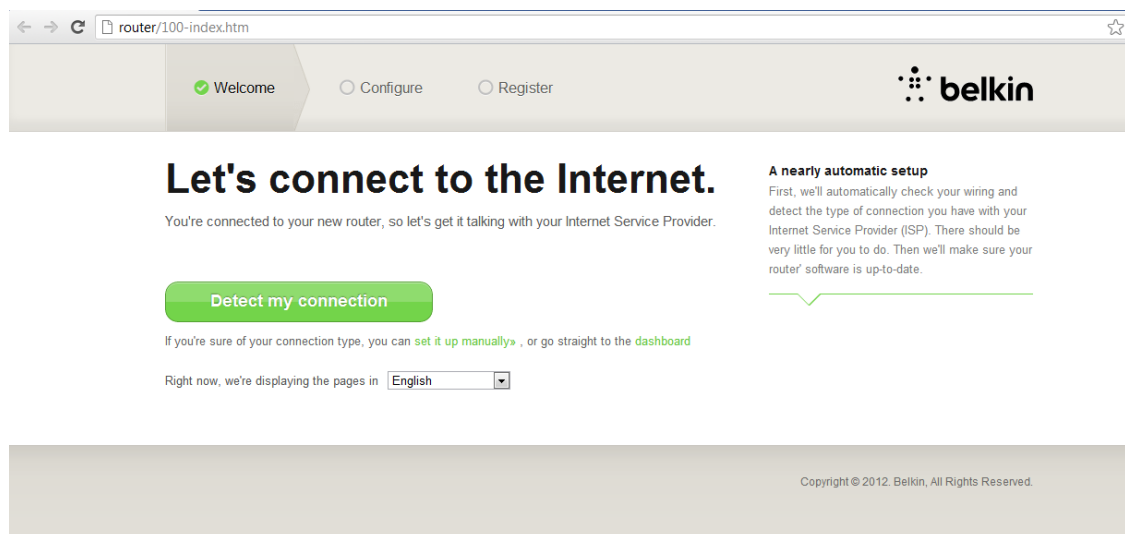 router/100-index.htm
Welcome
Configure
Register
belkin
Let's connect to the Internet.
You're connected to your new router, so let's get it talking with your Internet Service Provider.
Detect my connection
If you're sure of your connection type, you can set it up manually» , or go straight to the dashboard
Right now, we're displaying the pages in English
A nearly automatic setup
First, we'll automatically check your wiring and
detect the type of connection you have with your
Internet Service Provider (ISP). There should be
very little for you to do. Then we'll make sure your
router' software is up-to-date.
Copyright © 2012. Belkin, All Rights Reserved.